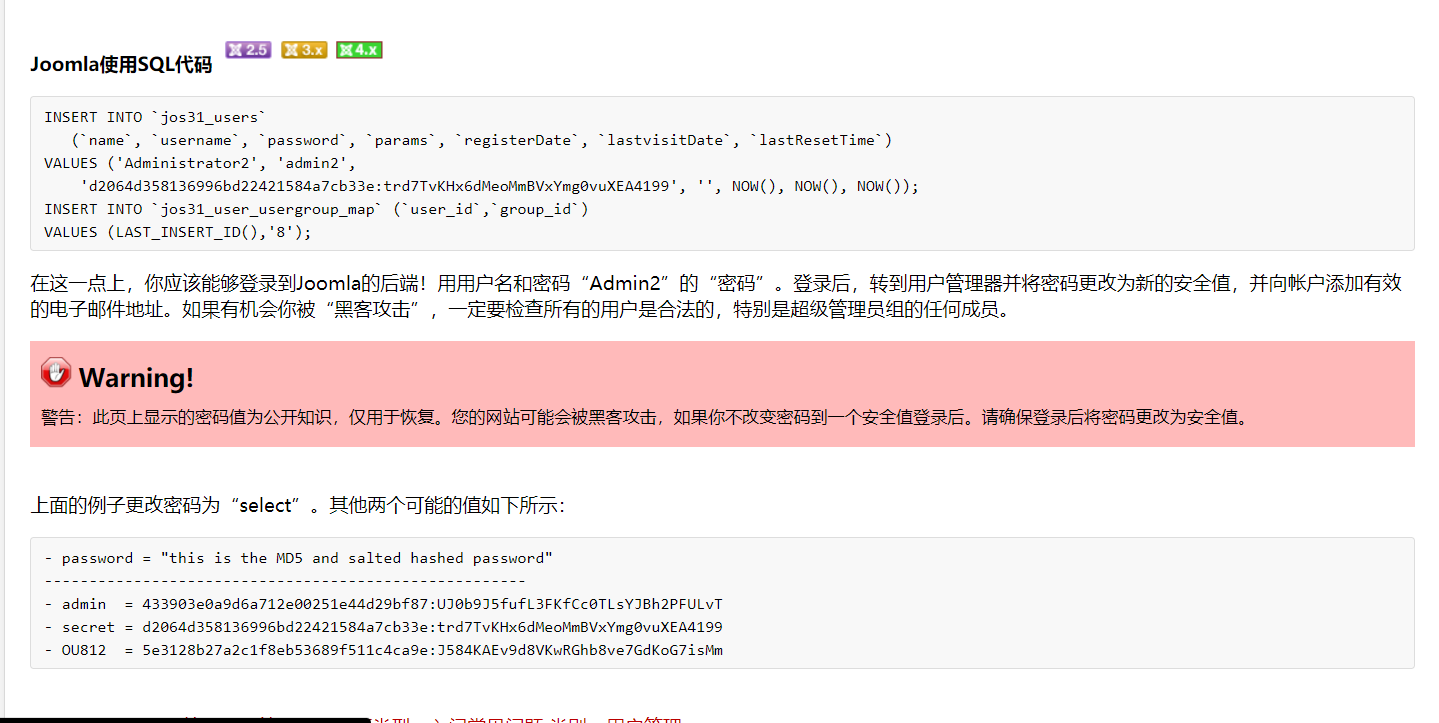 Joomla使用SQL代码 2.5 3.x 4.x
INSERT INTO `jos31_users`
(`name`, `username`, `password`, `params`, `registerDate`, `lastvisitDate`, `lastResetTime`)
VALUES ('Administrator2', 'admin2',
'd2064d358136996bd22421584a7cb33e:trd7TvKHx6dMeoMmBVxYmg0vuXEA4199', '', NOW(), NOW(), NOW());
INSERT INTO `jos31_user_usergroup_map` (`user_id`,`group_id`)
VALUES (LAST_INSERT_ID(),'8');
在这一点上，你应该能够登录到Joomla的后端！用用户名和密码“Admin2”的“密码”。登录后，转到用户管理器并将密码更改为新的安全值，并向帐户添加有效
的电子邮件地址。如果有机会你被“黑客攻击”，一定要检查所有的用户是合法的，特别是超级管理员组的任何成员。
Warning!
警告：此页上显示的密码值为公开知识，仅用于恢复。您的网站可能会被黑客攻击，如果你不改变密码到一个安全值登录后。请确保登录后将密码更改为安全值。
上面的例子更改密码为“select”。其他两个可能的值如下所示：
- password = "this is the MD5 and salted hashed password"
------------------------------------------------------
- admin = 433903e0a9d6a712e00251e44d29bf87:UJ0b9J5fufL3FKfCc0TLsYJBh2PFULvT
- secret = d2064d358136996bd22421584a7cb33e:trd7TvKHx6dMeoMmBVxYmg0vuXEA4199
- OU812 = 5e3128b27a2c1f8eb53689f511c4ca9e:J584KAEv9d8VKwRGhb8ve7GdKoG7isMm